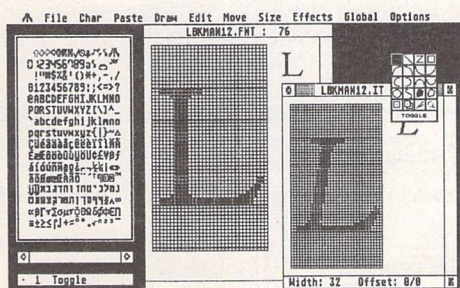 File Char Paste Draw Edit Move Size Effects Global Options
LBKMAN12.FNT : 76
0123456789
!"#$%&'()*+,-./
0123456789:;<=>?
@ABCDEFGHIJKLMNO
PQRSTUVWXYZ[\]^_
`abcdefghijklmno
pqrstuvwxyz{|}~
L
LBKMAN12.IT
TOGGLE
L
- 1 Toggle
Width: 32 Offset: 0/0